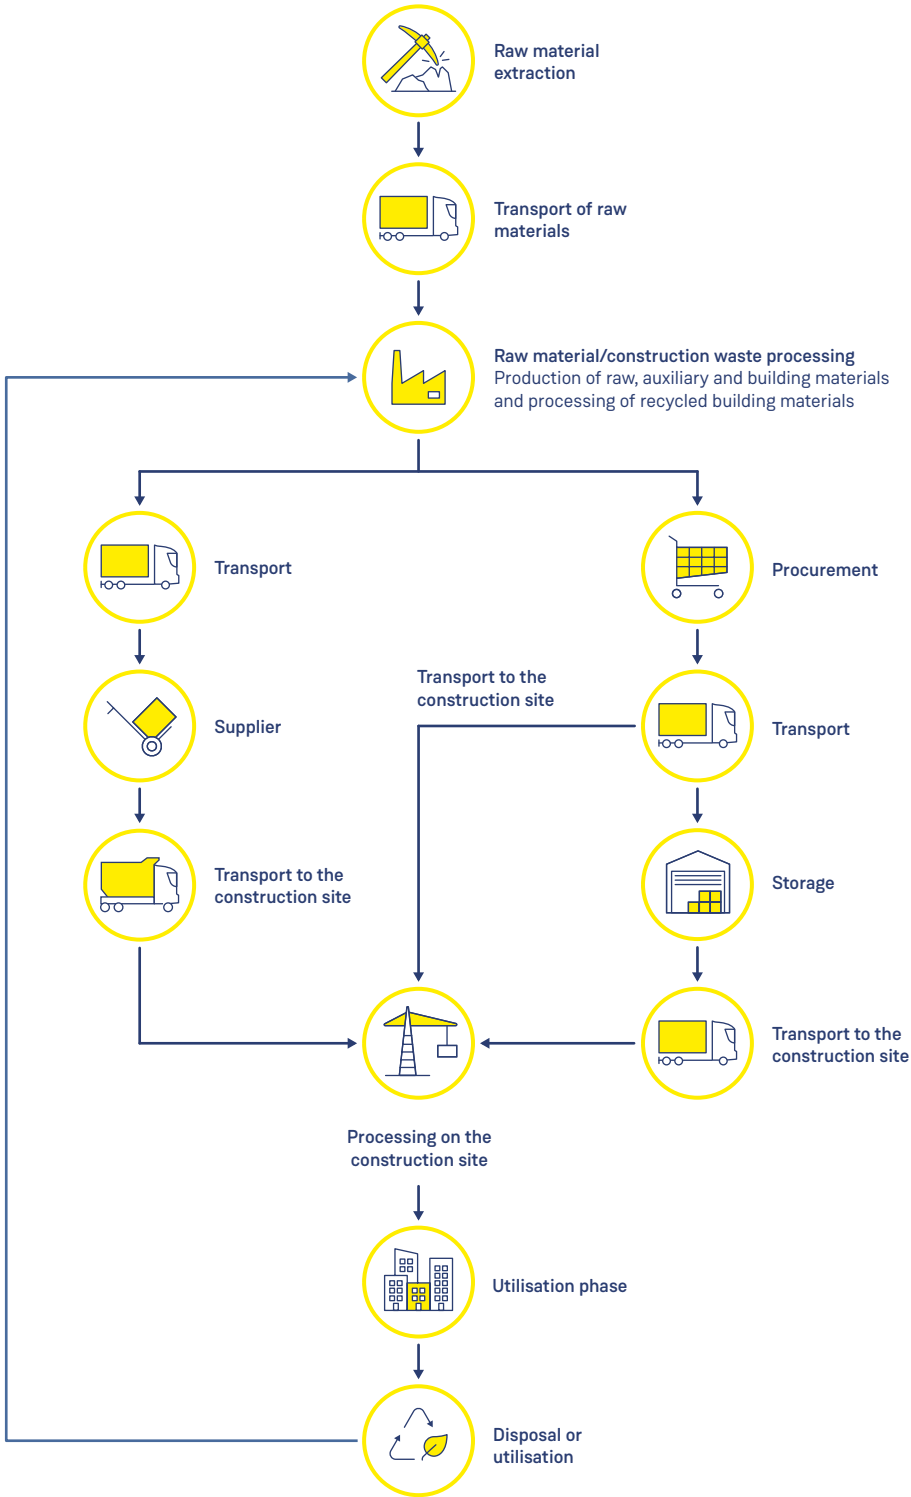 Raw material
extraction
Transport of raw
materials
Raw material/construction waste processing
Production of raw, auxiliary and building materials
and processing of recycled building materials
Transport
Procurement
Transport to the
construction site
Supplier
Transport
Transport to the
construction site
Storage
Transport to the
construction site
Processing on the
construction site
Utilisation phase
Disposal or
utilisation